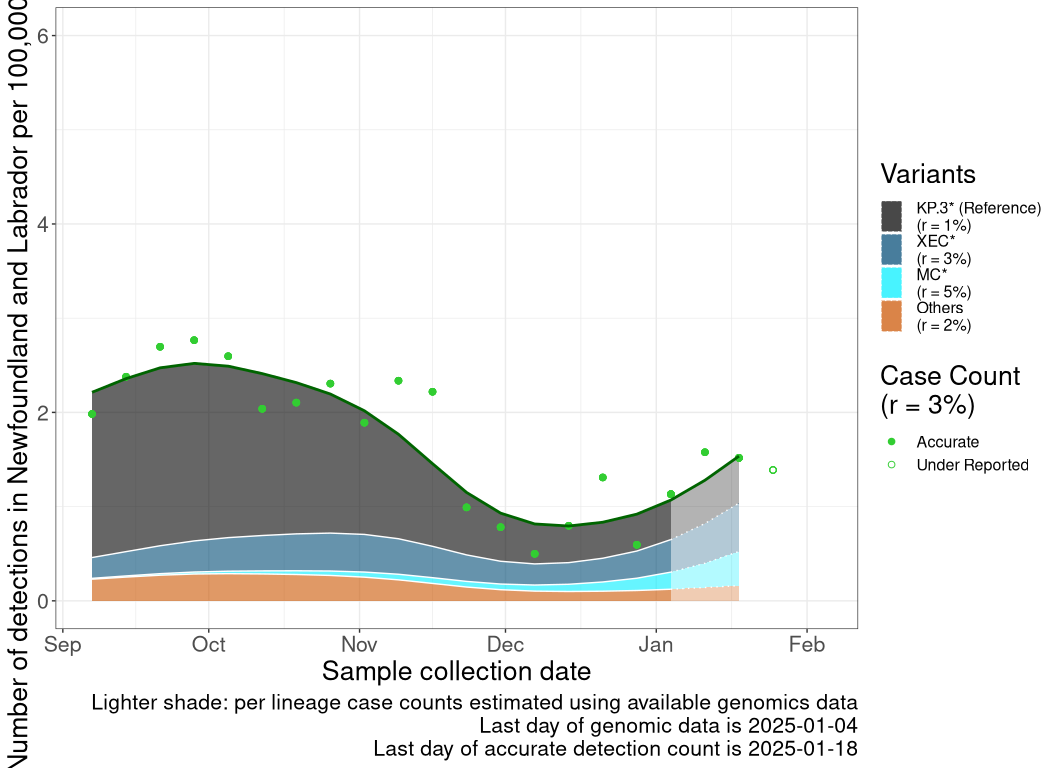 Number of detections in Newfoundland and Labrador per 100,000
6
4
2
0
Sep
Oct
Nov
Dec
Jan
Feb
Sample collection date
Lighter shade: per lineage case counts estimated using available genomics data
Last day of genomic data is 2025-01-04
Last day of accurate detection count is 2025-01-18
Variants
KP.3* (Reference)
(r = 1%)
XEC*
(r = 3%)
MC*
(r = 5%)
Others
(r = 2%)
Case Count
(r = 3%)
Accurate
Under Reported